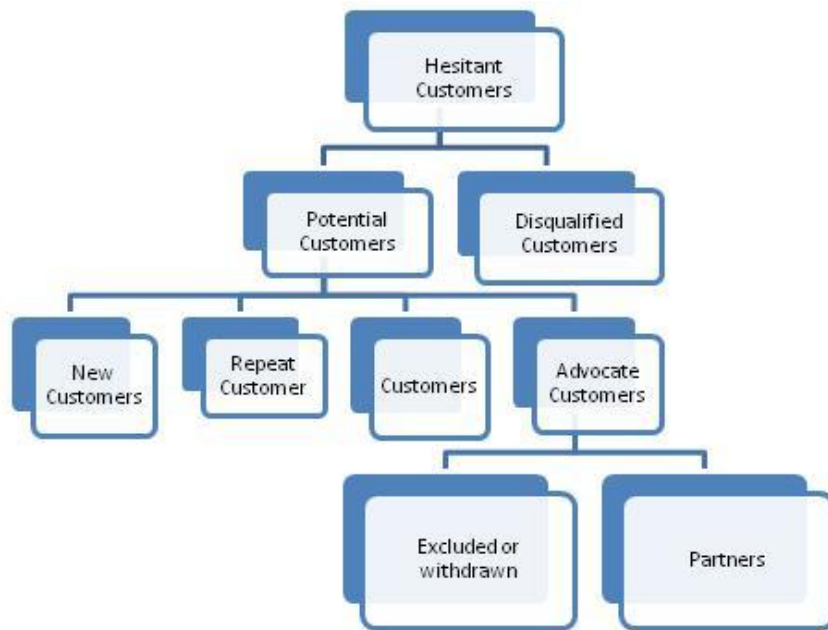 Hesitant
Customers
Potential
Customers
Disqualified
Customers
New
Customers
Repeat
Customer
Customers
Advocate
Customers
Excluded or
withdrawn
Partners